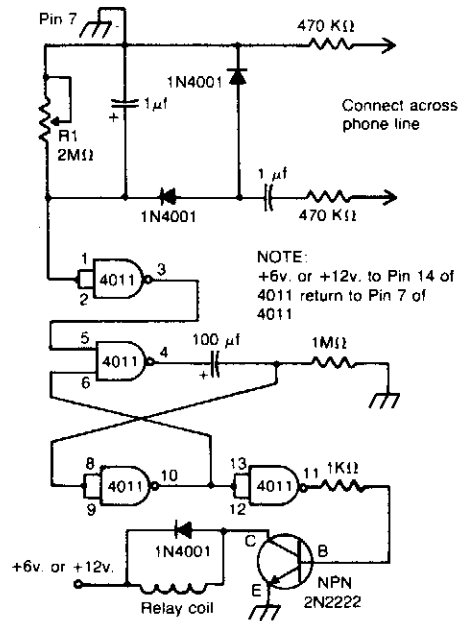 Pin 7
470 KΩ
1N4001
1μf
+
Connect across
phone line
R1
2MΩ
1 μf
1N4001
470 KΩ
NOTE:
+6v. or +12v. to Pin 14 of
4011 return to Pin 7 of
4011
1
2
4011
3
5
6
4011
4
100 μf
+
1MΩ
8
9
4011
10
13
12
4011
11
1KΩ
1N4001
C
B
E
+6v. or +12v.
Relay coil
NPN
2N2222